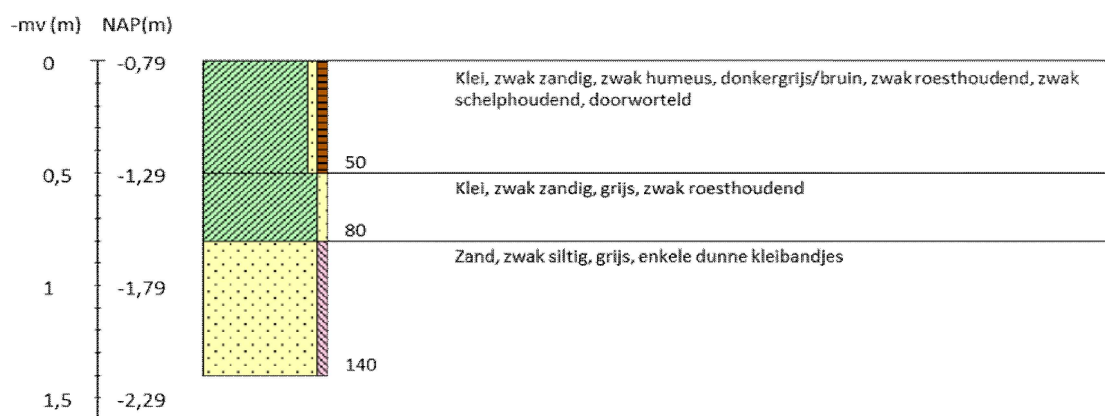 -mv (m) NAP(m)
0 -0,79
Klei, zwak zandig, zwak humeus, donkergrijs/bruin, zwak roesthoudend, zwak
schelphoudend, doorworteld
50
0,5 -1,29
Klei, zwak zandig, grijs, zwak roesthoudend
80
Zand, zwak siltig, grijs, enkele dunne kleibandjes
1 -1,79
140
1,5 -2,29